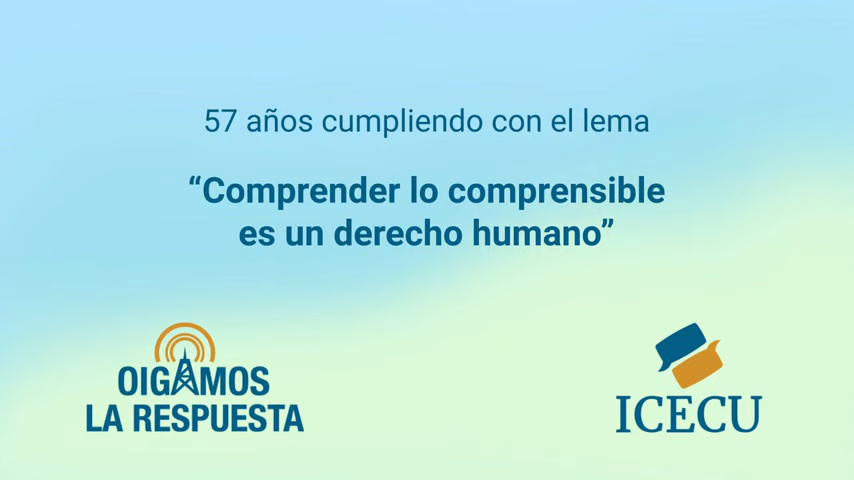 57 años cumpliendo con el lema
“Comprender lo comprensible
es un derecho humano”
OIGAMOS
LA RESPUESTA
ICECU